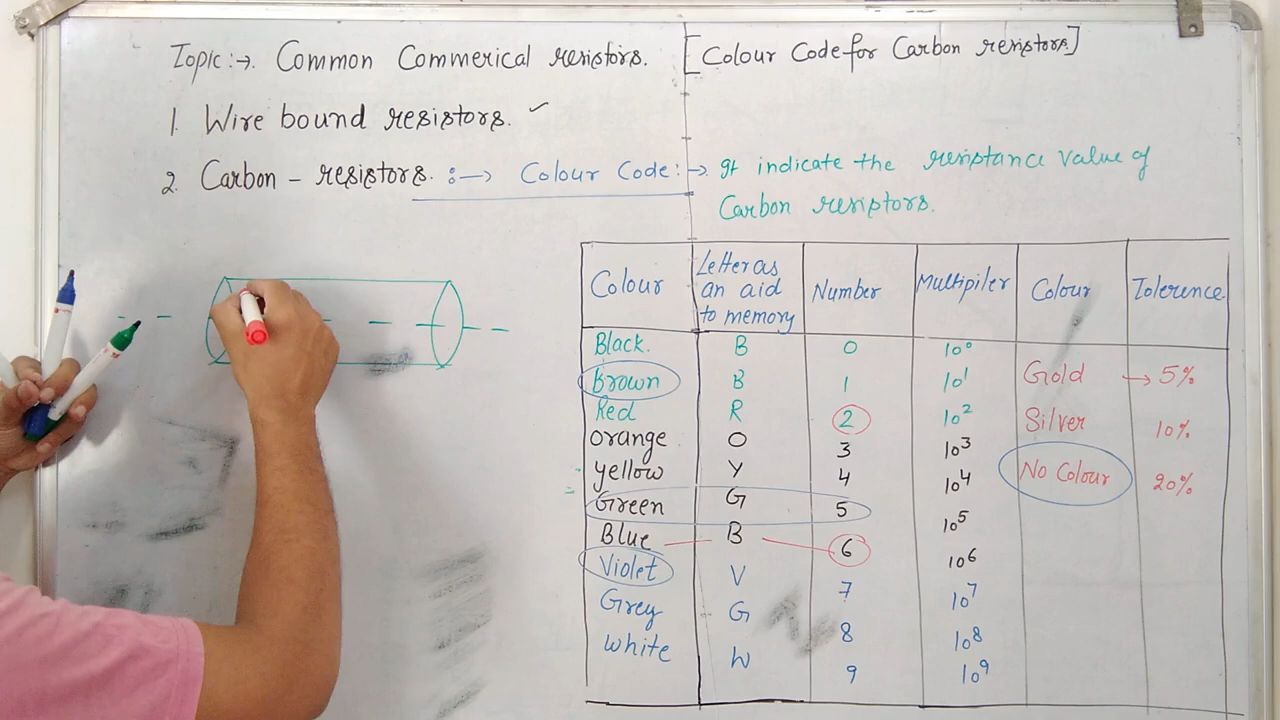 Topic:→ Common Commerical resistors. [Colour Code for Carbon resistors]
1. Wire bound resistors. ✓
2. Carbon - resistors. :→ Colour Code:→ It indicate the resistance value of
Carbon resistors.
Colour Letter as an aid to memory Number Multipiler Colour Tolerence
Black. B 0 10⁰
Brown B 1 10¹ Gold → 5%
Red R 2 10² Silver 10%
orange O 3 10³
yellow Y 4 10⁴ No Colour 20%
Green G 5 10⁵
Blue B 6 10⁶
Violet V 7 10⁷
Grey G 8 10⁸
White W 9 10⁹